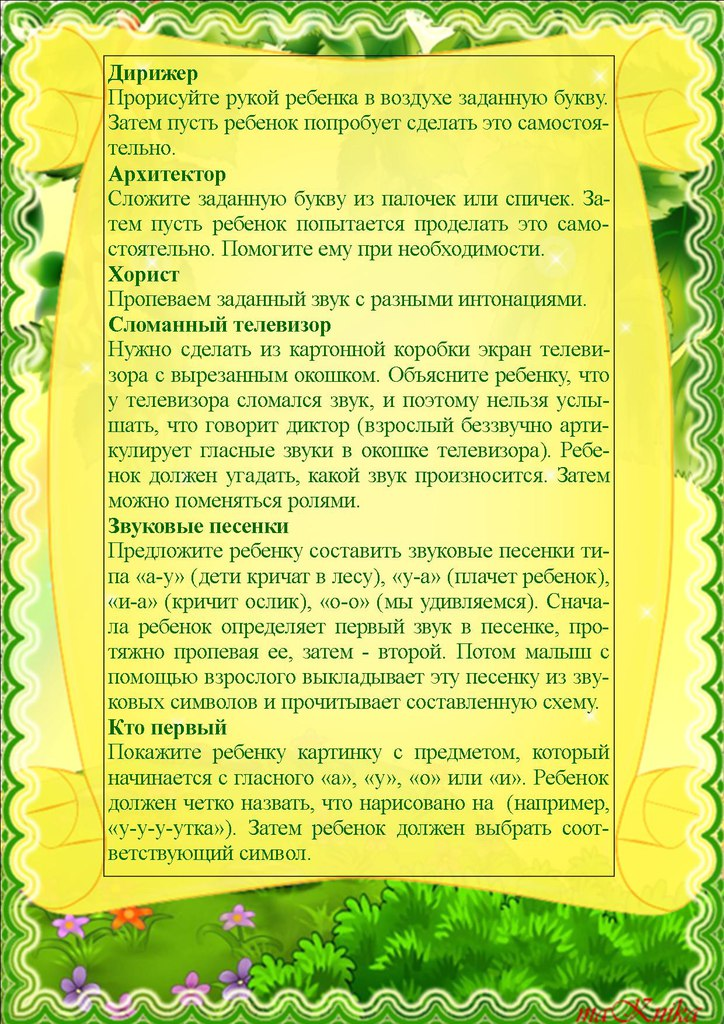 Дирижер
Прорисуйте рукой ребенка в воздухе заданную букву.
Затем пусть ребенок попробует сделать это самостоя-
тельно.
Архитектор
Сложите заданную букву из палочек или спичек. За-
тем пусть ребенок попытается проделать это само-
стоятельно. Помогите ему при необходимости.
Хорист
Пропеваем заданный звук с разными интонациями.
Сломанный телевизор
Нужно сделать из картонной коробки экран телеви-
зора с вырезанным окошком. Объясните ребенку, что
у телевизора сломался звук, и поэтому нельзя услы-
шать, что говорит диктор (взрослый беззвучно арти-
кулирует гласные звуки в окошке телевизора). Ребе-
нок должен угадать, какой звук произносится. Затем
можно поменяться ролями.
Звуковые песенки
Предложите ребенку составить звуковые песенки ти-
па «а-у» (дети кричат в лесу), «у-а» (плачет ребенок),
«и-а» (кричит ослик), «о-о» (мы удивляемся). Снача-
ла ребенок определяет первый звук в песенке, про-
тяжно пропевая ее, затем - второй. Потом малыш с
помощью взрослого выкладывает эту песенку из зву-
ковых символов и прочитывает составленную схему.
Кто первый
Покажите ребенку картинку с предметом, который
начинается с гласного «а», «у», «о» или «и». Ребенок
должен четко назвать, что нарисовано на (например,
«у-у-у-утка»). Затем ребенок должен выбрать соот-
ветствующий символ.
maXnika